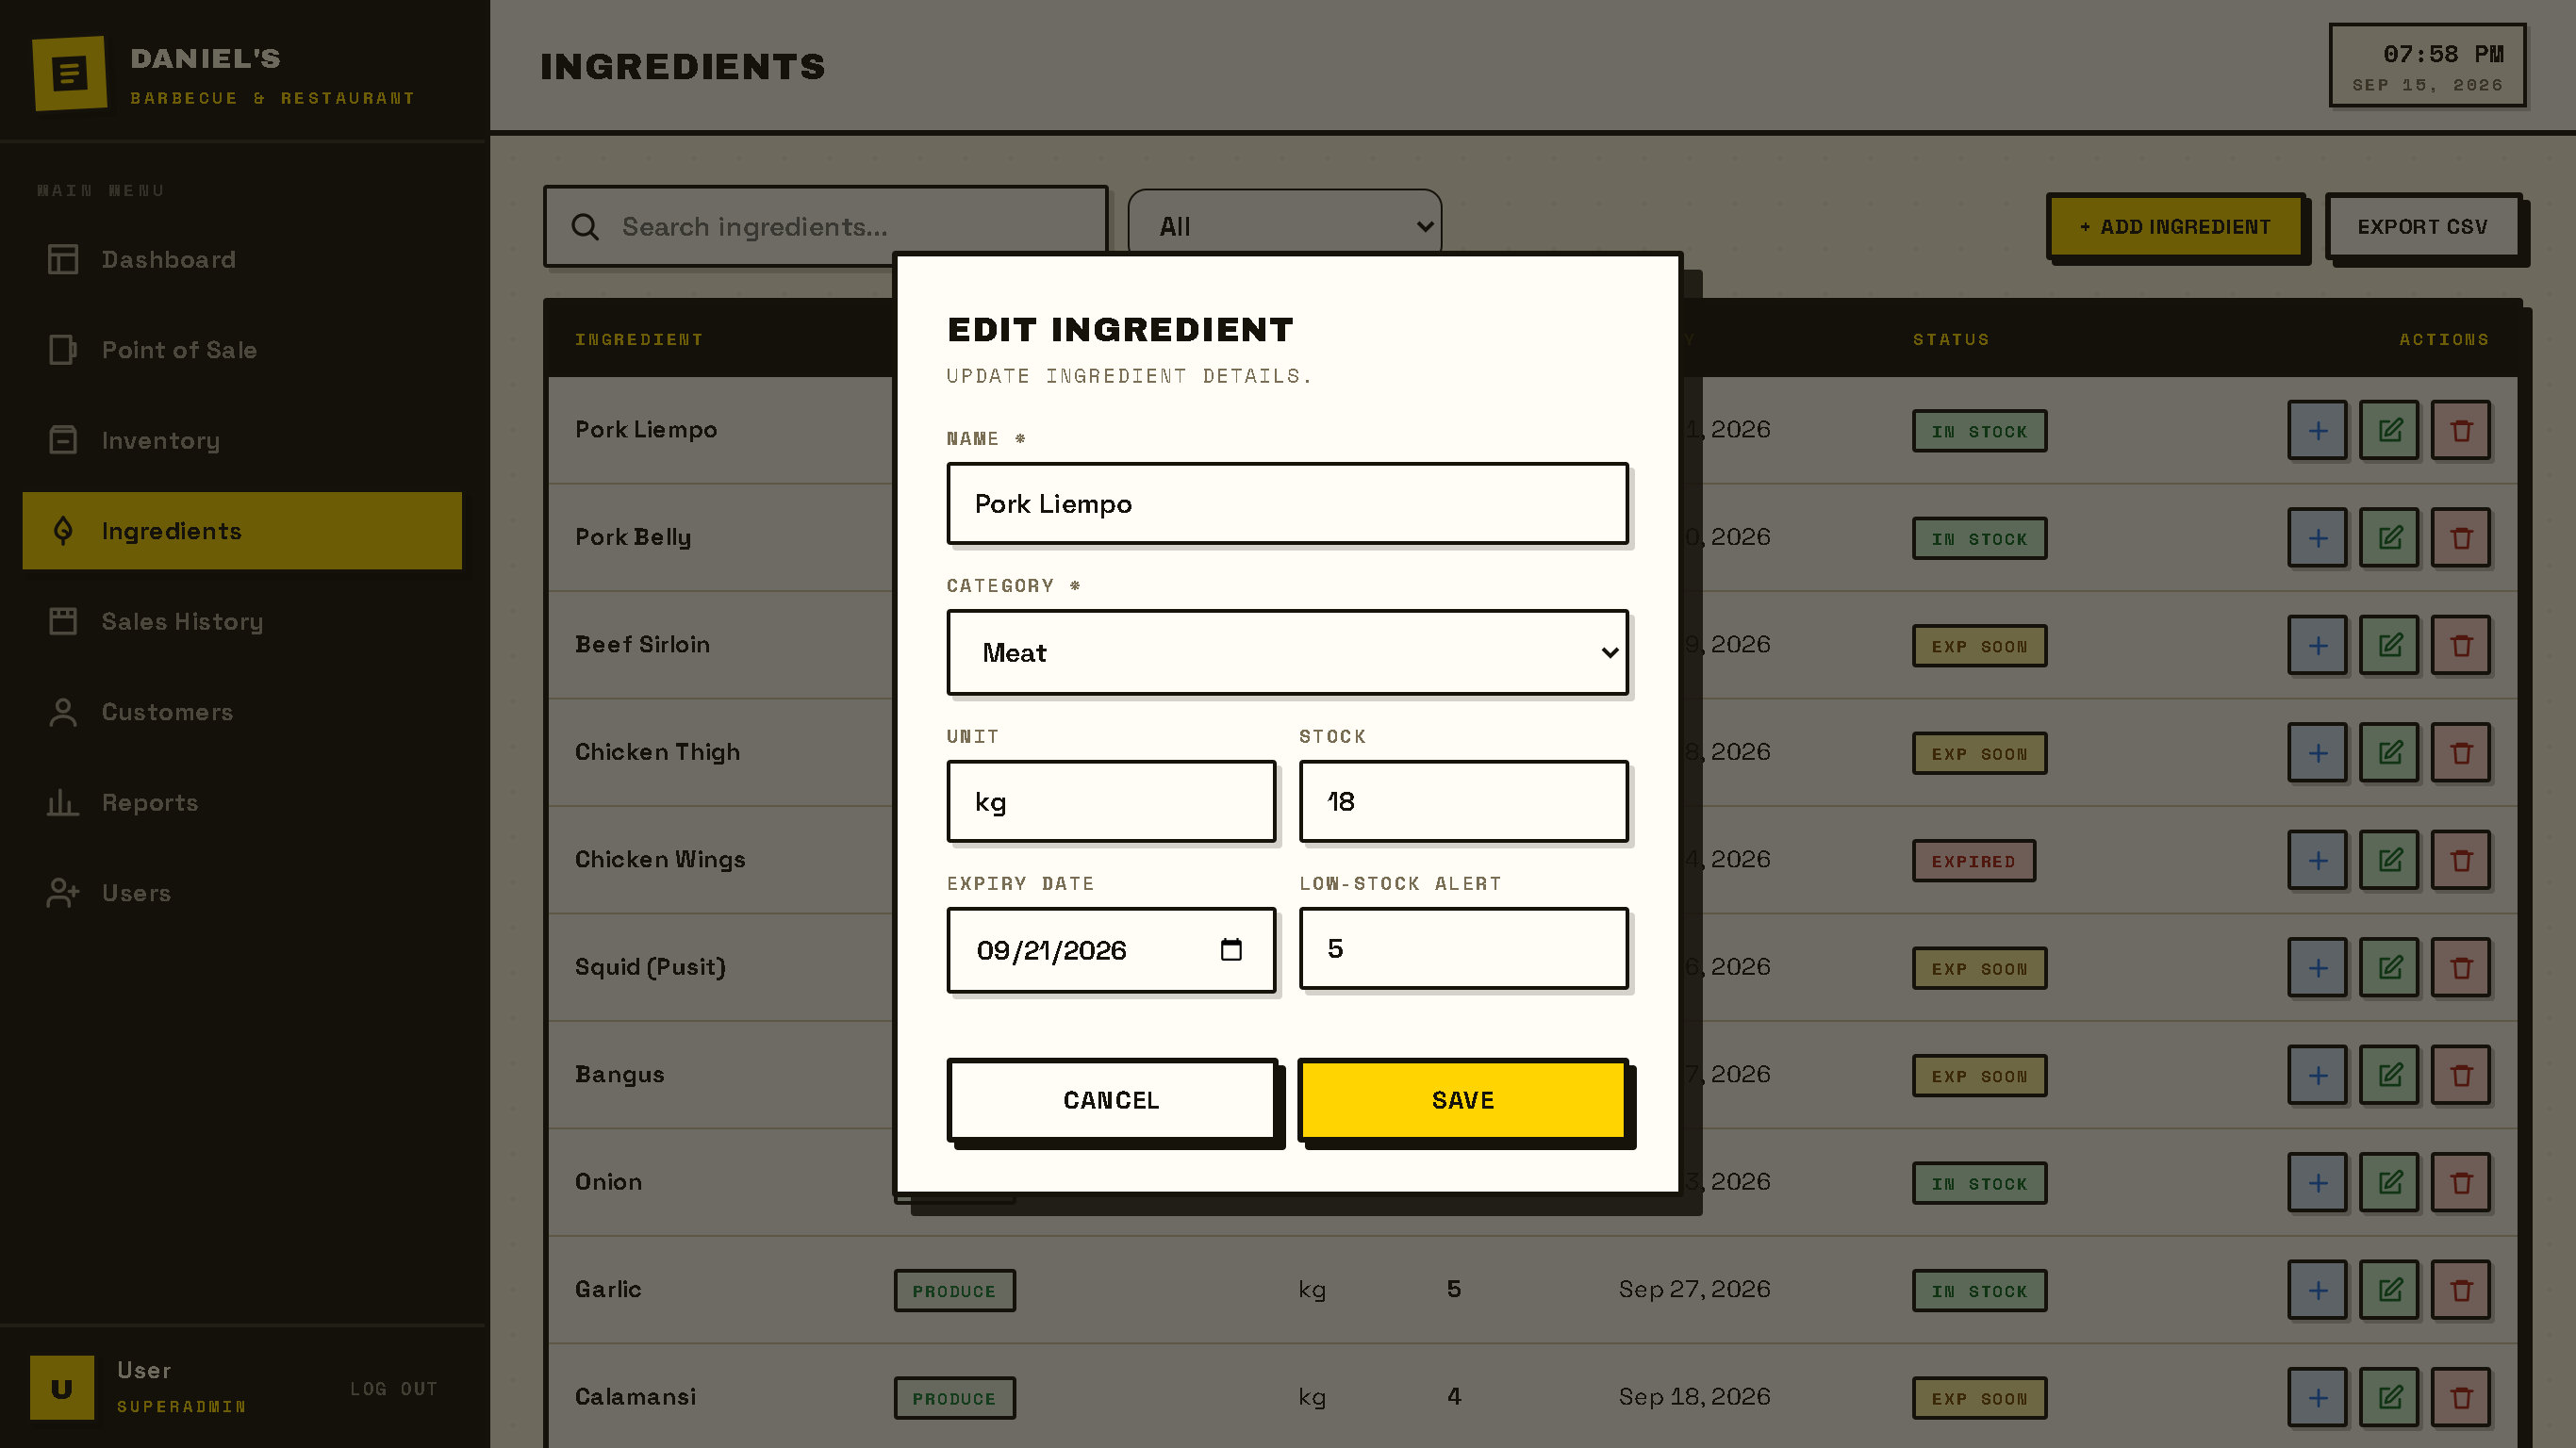 DANIEL'S
BARBECUE & RESTAURANT
MAIN MENU
Dashboard
Point of Sale
Inventory
Ingredients
Sales History
Customers
Reports
Users
U
User
SUPERADMIN
LOG OUT
INGREDIENTS
07:58 PM
SEP 15, 2026
Search ingredients...
All
+ ADD INGREDIENT
EXPORT CSV
INGREDIENT
STATUS
ACTIONS
Pork Liempo
, 2026
IN STOCK
Pork Belly
, 2026
IN STOCK
Beef Sirloin
, 2026
EXP SOON
Chicken Thigh
, 2026
EXP SOON
Chicken Wings
, 2026
EXPIRED
Squid (Pusit)
, 2026
EXP SOON
Bangus
, 2026
EXP SOON
Onion
, 2026
IN STOCK
Garlic
PRODUCE
kg
5
Sep 27, 2026
IN STOCK
Calamansi
PRODUCE
kg
4
Sep 18, 2026
EXP SOON
EDIT INGREDIENT
UPDATE INGREDIENT DETAILS.
NAME *
Pork Liempo
CATEGORY *
Meat
UNIT
STOCK
kg
18
EXPIRY DATE
LOW-STOCK ALERT
09/21/2026
5
CANCEL
SAVE